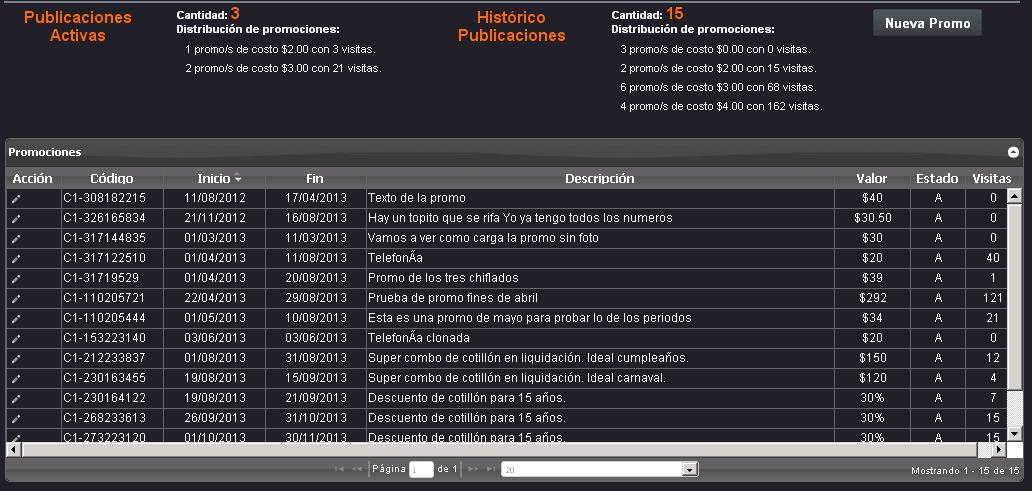 Publicaciones Activas
Cantidad: 3
Distribución de promociones:
1 promo/s de costo $2.00 con 3 visitas.
2 promo/s de costo $3.00 con 21 visitas.
Histórico Publicaciones
Cantidad: 15
Distribución de promociones:
3 promo/s de costo $0.00 con 0 visitas.
2 promo/s de costo $2.00 con 15 visitas.
6 promo/s de costo $3.00 con 68 visitas.
4 promo/s de costo $4.00 con 162 visitas.
Nueva Promo
Promociones
Acción Código Inicio Fin Descripción Valor Estado Visitas
C1-308182215 11/08/2012 17/04/2013 Texto de la promo $40 A 0
C1-326165834 21/11/2012 16/08/2013 Hay un topito que se rifa Yo ya tengo todos los numeros $30.50 A 0
C1-317144835 01/03/2013 11/03/2013 Vamos a ver como carga la promo sin foto $30 A 0
C1-317122510 01/04/2013 11/08/2013 TelefonÃa $20 A 40
C1-31719529 01/04/2013 20/08/2013 Promo de los tres chiflados $39 A 1
C1-110205721 22/04/2013 29/08/2013 Prueba de promo fines de abril $292 A 121
C1-110205444 01/05/2013 10/08/2013 Esta es una promo de mayo para probar lo de los periodos $34 A 21
C1-153223140 03/06/2013 03/06/2013 TelefonÃa clonada $20 A 0
C1-212233837 01/08/2013 31/08/2013 Super combo de cotillón en liquidación. Ideal cumpleaños. $150 A 12
C1-230163455 19/08/2013 15/09/2013 Super combo de cotillón en liquidación. Ideal carnaval. $120 A 4
C1-230164122 19/08/2013 21/09/2013 Descuento de cotillón para 15 años. 30% A 7
C1-268233613 26/09/2013 31/10/2013 Descuento de cotillón para 15 años. 30% A 15
C1-273223120 01/10/2013 30/11/2013 Descuento de cotillón para 15 años. 30% A 15
Página 1 de 1 20 Mostrando 1 - 15 de 15